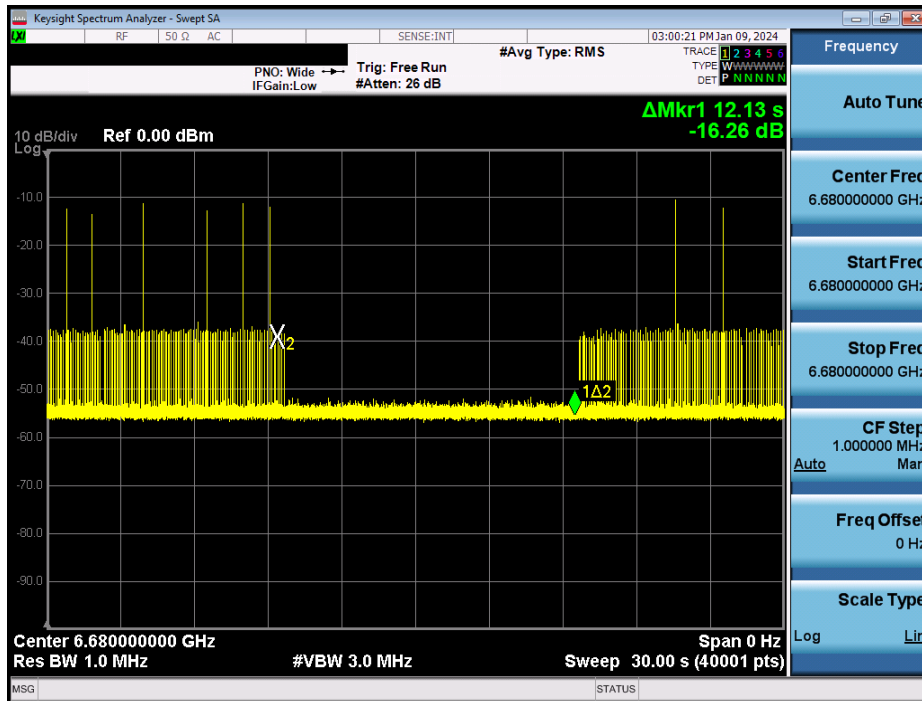 Keysight Spectrum Analyzer - Swept SA
LXI RF 50 Ω AC SENSE:INT 03:00:21 PM Jan 09, 2024
PNO: Wide Trig: Free Run #Avg Type: RMS TRACE 1 2 3 4 5 6
IFGain:Low #Atten: 26 dB TYPE WWWWWW
DET P N N N N N
ΔMkr1 12.13 s
-16.26 dB
10 dB/div Ref 0.00 dBm
Log
-10.0
-20.0
-30.0
-40.0
-50.0
-60.0
-70.0
-80.0
-90.0
2
1Δ2
Center 6.680000000 GHz Span 0 Hz
Res BW 1.0 MHz #VBW 3.0 MHz Sweep 30.00 s (40001 pts)
MSG STATUS
Frequency
Auto Tune
Center Freq
6.680000000 GHz
Start Freq
6.680000000 GHz
Stop Freq
6.680000000 GHz
CF Step
1.000000 MHz
Auto Man
Freq Offset
0 Hz
Scale Type
Log Lin